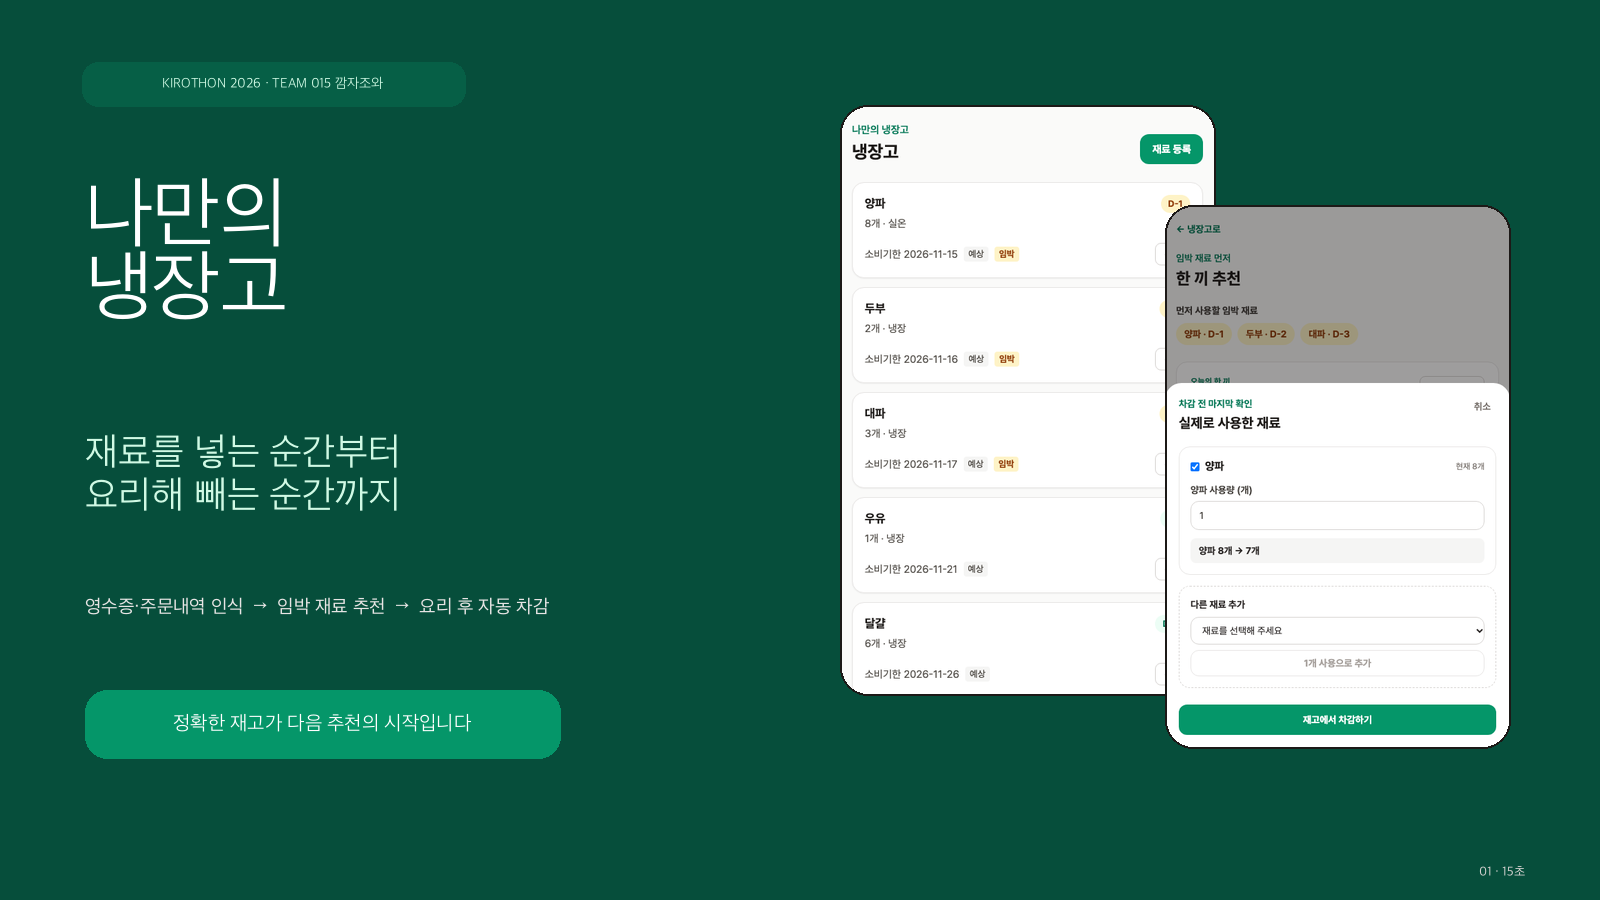 KIROTHON 2026 · TEAM 015 깜자조와
나만의
냉장고
재료를 넣는 순간부터
요리해 빼는 순간까지
영수증·주문내역 인식 → 임박 재료 추천 → 요리 후 자동 차감
정확한 재고가 다음 추천의 시작입니다
나만의 냉장고
냉장고
재료 등록
양파
D-1
8개 · 실온
소비기한 2026-11-15 예상 임박
두부
2개 · 냉장
소비기한 2026-11-16 예상 임박
대파
3개 · 냉장
소비기한 2026-11-17 예상 임박
우유
1개 · 냉장
소비기한 2026-11-21 예상
달걀
6개 · 냉장
소비기한 2026-11-26 예상
← 냉장고로
임박 재료 먼저
한 끼 추천
먼저 사용할 임박 재료
양파 · D-1 두부 · D-2 대파 · D-3
차감 전 마지막 확인
취소
실제로 사용한 재료
양파
현재 8개
양파 사용량 (개)
1
양파 8개 → 7개
다른 재료 추가
재료를 선택해 주세요
1개 사용으로 추가
재고에서 차감하기
01 · 15초